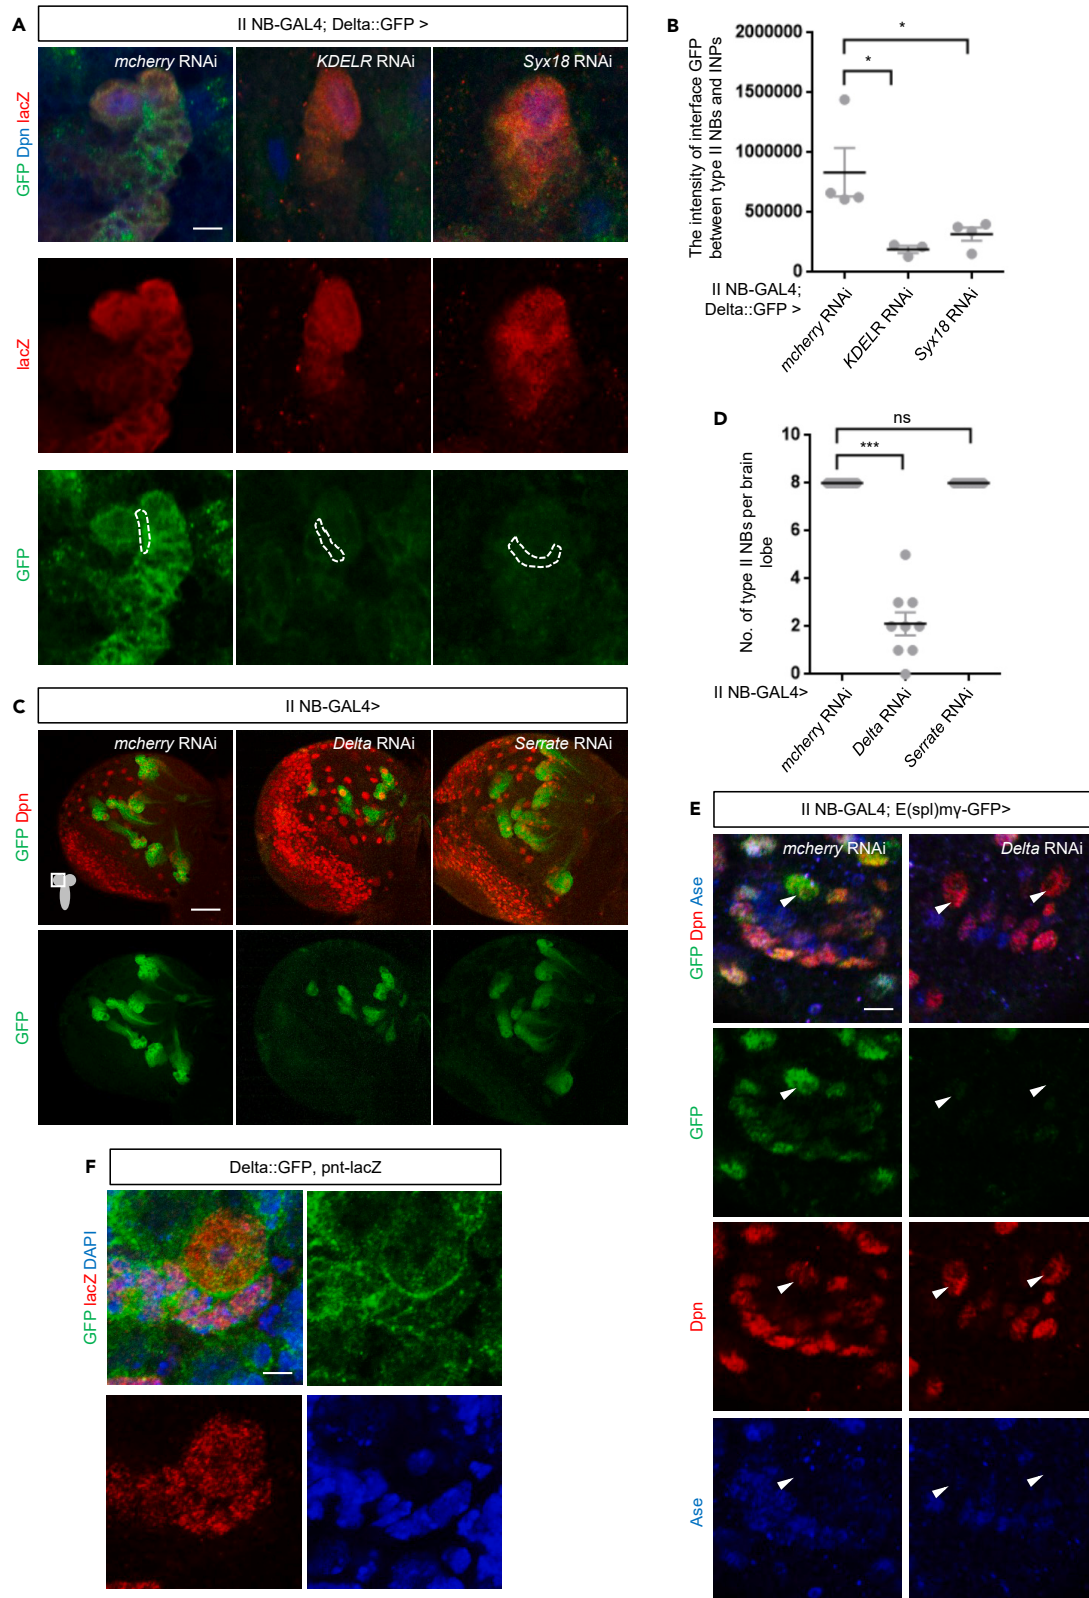 A
II NB-GAL4; Delta::GFP >
mcherry RNAi
KDELR RNAi
Syx18 RNAi
GFP Dpn lacZ
lacZ
GFP
B
The intensity of interface GFP
between type II NBs and INPs
2000000
1500000
1000000
500000
0
*
*
II NB-GAL4;
Delta::GFP >
mcherry RNAi
KDELR RNAi
Syx18 RNAi
C
II NB-GAL4>
mcherry RNAi
Delta RNAi
Serrate RNAi
GFP Dpn
GFP
D
No. of type II NBs per brain
lobe
10
8
6
4
2
0
ns
***
II NB-GAL4>
mcherry RNAi
Delta RNAi
Serrate RNAi
E
II NB-GAL4; E(spl)mγ-GFP>
mcherry RNAi
Delta RNAi
GFP Dpn Ase
GFP
Dpn
Ase
F
Delta::GFP, pnt-lacZ
GFP lacZ DAPI